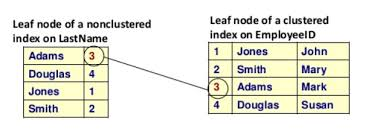 Leaf node of a nonclustered
index on LastName
Adams 3
Douglas 4
Jones 1
Smith 2
Leaf node of a clustered
index on EmployeeID
1 Jones John
2 Smith Mary
3 Adams Mark
4 Douglas Susan